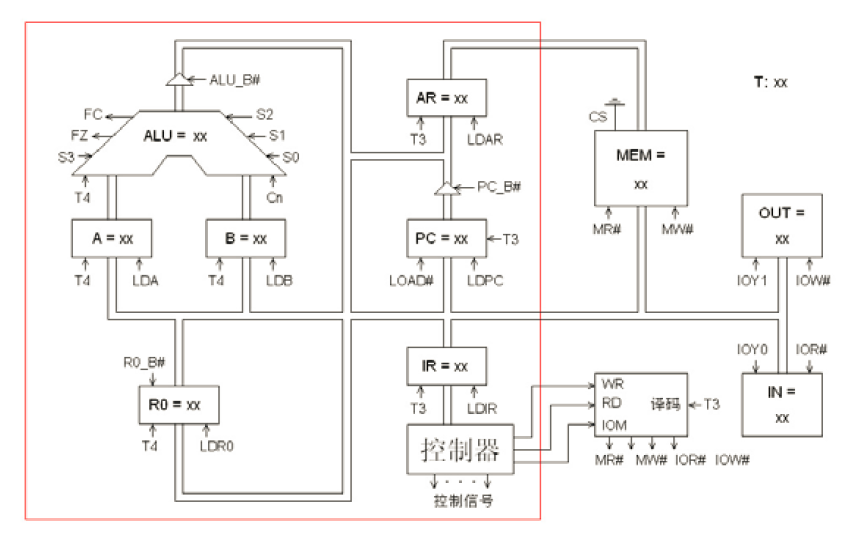 ALU_B#
FC
S2
FZ
ALU = xx
S1
S3
S0
T4
Cn
A = xx
B = xx
T4
LDA
T4
LDB
AR = xx
T3
LDAR
PC_B#
PC = xx
T3
LOAD#
LDPC
CS
MEM =
xx
MR#
MW#
T: xx
OUT =
xx
IOY1
IOW#
R0_B#
R0 = xx
T4
LDR0
IR = xx
T3
LDIR
控制器
控制信号
WR
RD
译码
T3
IOM
MR# MW# IOR# IOW#
IOY0
IOR#
IN =
xx